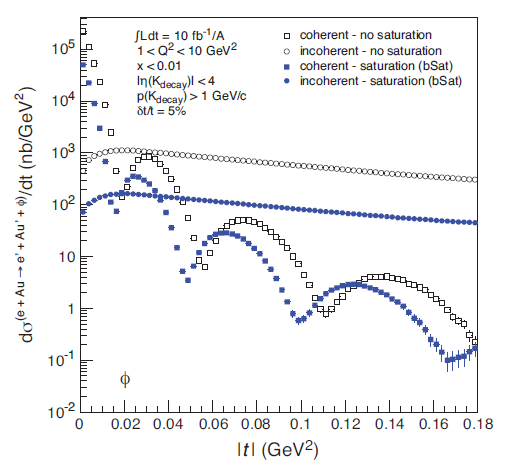 ∫Ldt = 10 fb⁻¹/A
1 < Q² < 10 GeV²
x < 0.01
|η(K_decay)| < 4
p(K_decay) > 1 GeV/c
δt/t = 5%
coherent - no saturation
incoherent - no saturation
coherent - saturation (bSat)
incoherent - saturation (bSat)
dσ^(e + Au → e' + Au' + ϕ)/dt (nb/GeV²)
10⁵
10⁴
10³
10²
10
1
10⁻¹
10⁻²
ϕ
0 0.02 0.04 0.06 0.08 0.1 0.12 0.14 0.16 0.18
|t| (GeV²)